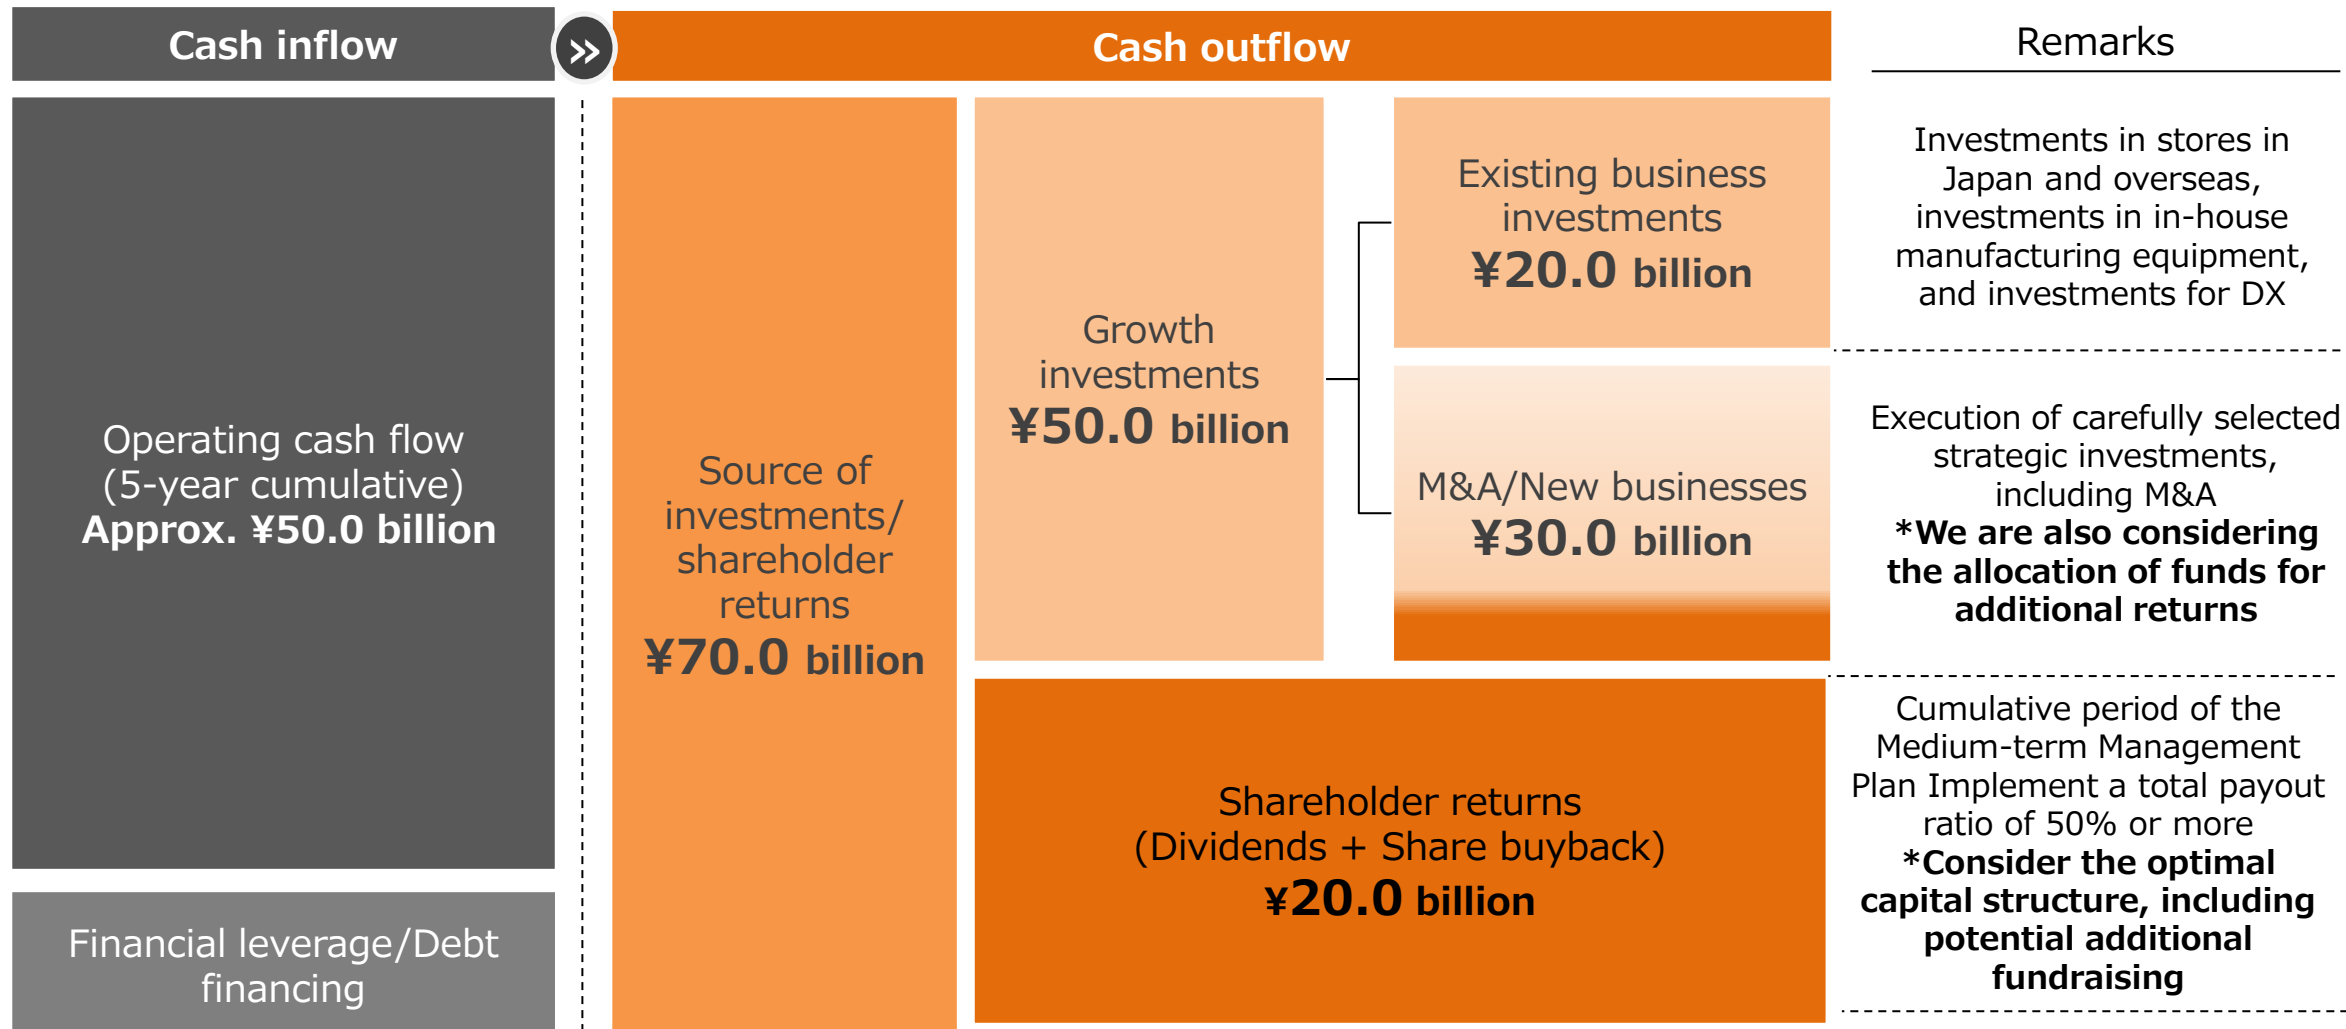 Cash inflow
»
Cash outflow
Remarks
Operating cash flow
(5-year cumulative)
Approx. ¥50.0 billion
Financial leverage/Debt
financing
Source of
investments/
shareholder
returns
¥70.0 billion
Growth
investments
¥50.0 billion
Existing business
investments
¥20.0 billion
M&A/New businesses
¥30.0 billion
Shareholder returns
(Dividends + Share buyback)
¥20.0 billion
Investments in stores in
Japan and overseas,
investments in in-house
manufacturing equipment,
and investments for DX
Execution of carefully selected
strategic investments,
including M&A
*We are also considering
the allocation of funds for
additional returns
Cumulative period of the
Medium-term Management
Plan Implement a total payout
ratio of 50% or more
*Consider the optimal
capital structure, including
potential additional
fundraising